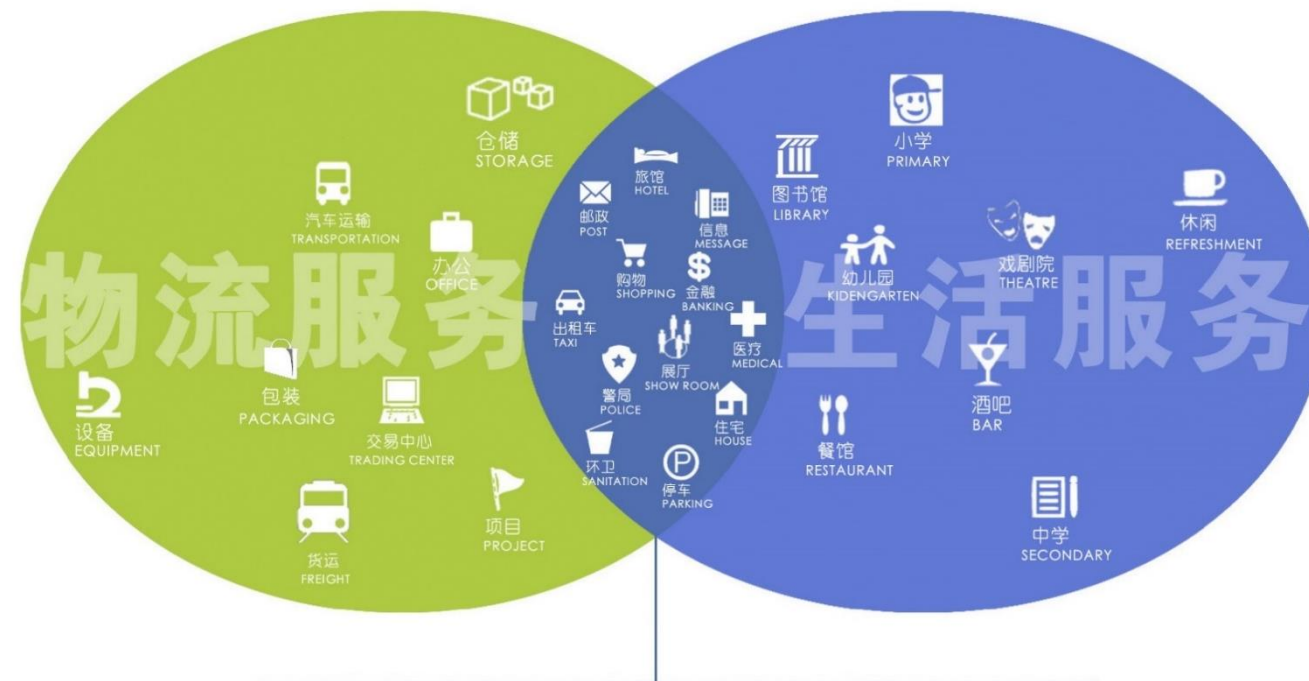 物流服务
仓储
STORAGE
汽车运输
TRANSPORTATION
办公
OFFICE
包装
PACKAGING
设备
EQUIPMENT
交易中心
TRADING CENTER
项目
PROJECT
货运
FREIGHT
旅馆
HOTEL
邮政
POST
信息
MESSAGE
购物
SHOPPING
$
金融
BANKING
出租车
TAXI
医疗
MEDICAL
展厅
SHOW ROOM
警局
POLICE
住宅
HOUSE
环卫
SANITATION
P
停车
PARKING
生活服务
小学
PRIMARY
图书馆
LIBRARY
休闲
REFRESHMENT
幼儿园
KIDENGARTEN
戏剧院
THEATRE
酒吧
BAR
餐馆
RESTAURANT
中学
SECONDARY